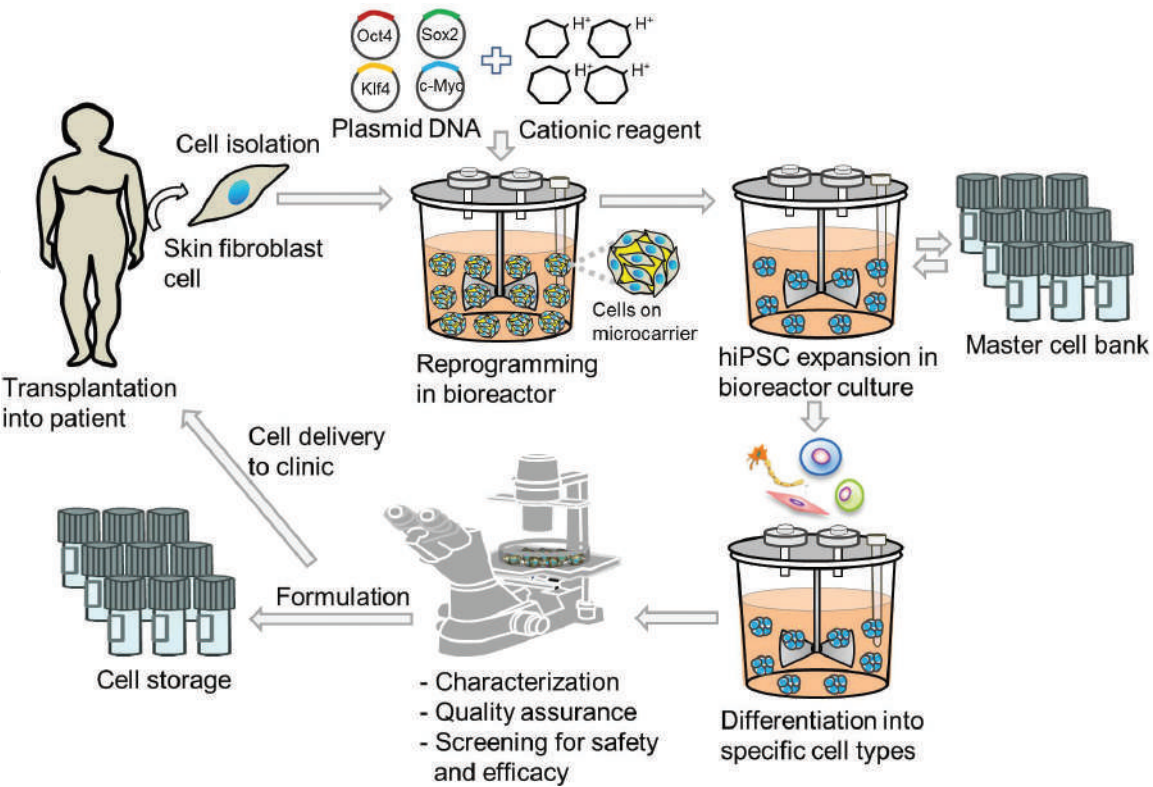 Oct4
Sox2
Klf4
c-Myc
H+
H+
H+
H+
Plasmid DNA
Cationic reagent
Cell isolation
Skin fibroblast
cell
Cells on
microcarrier
Reprogramming
in bioreactor
hiPSC expansion in
bioreactor culture
Master cell bank
Transplantation
into patient
Cell delivery
to clinic
Formulation
Cell storage
- Characterization
- Quality assurance
- Screening for safety
and efficacy
Differentiation into
specific cell types